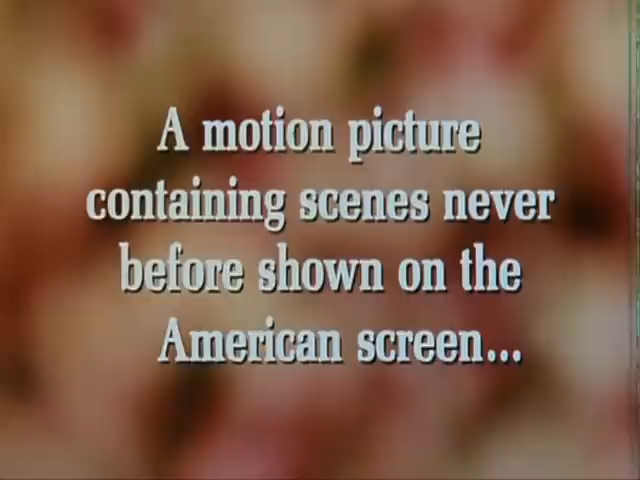 A motion picture
containing scenes never
before shown on the
American screen...